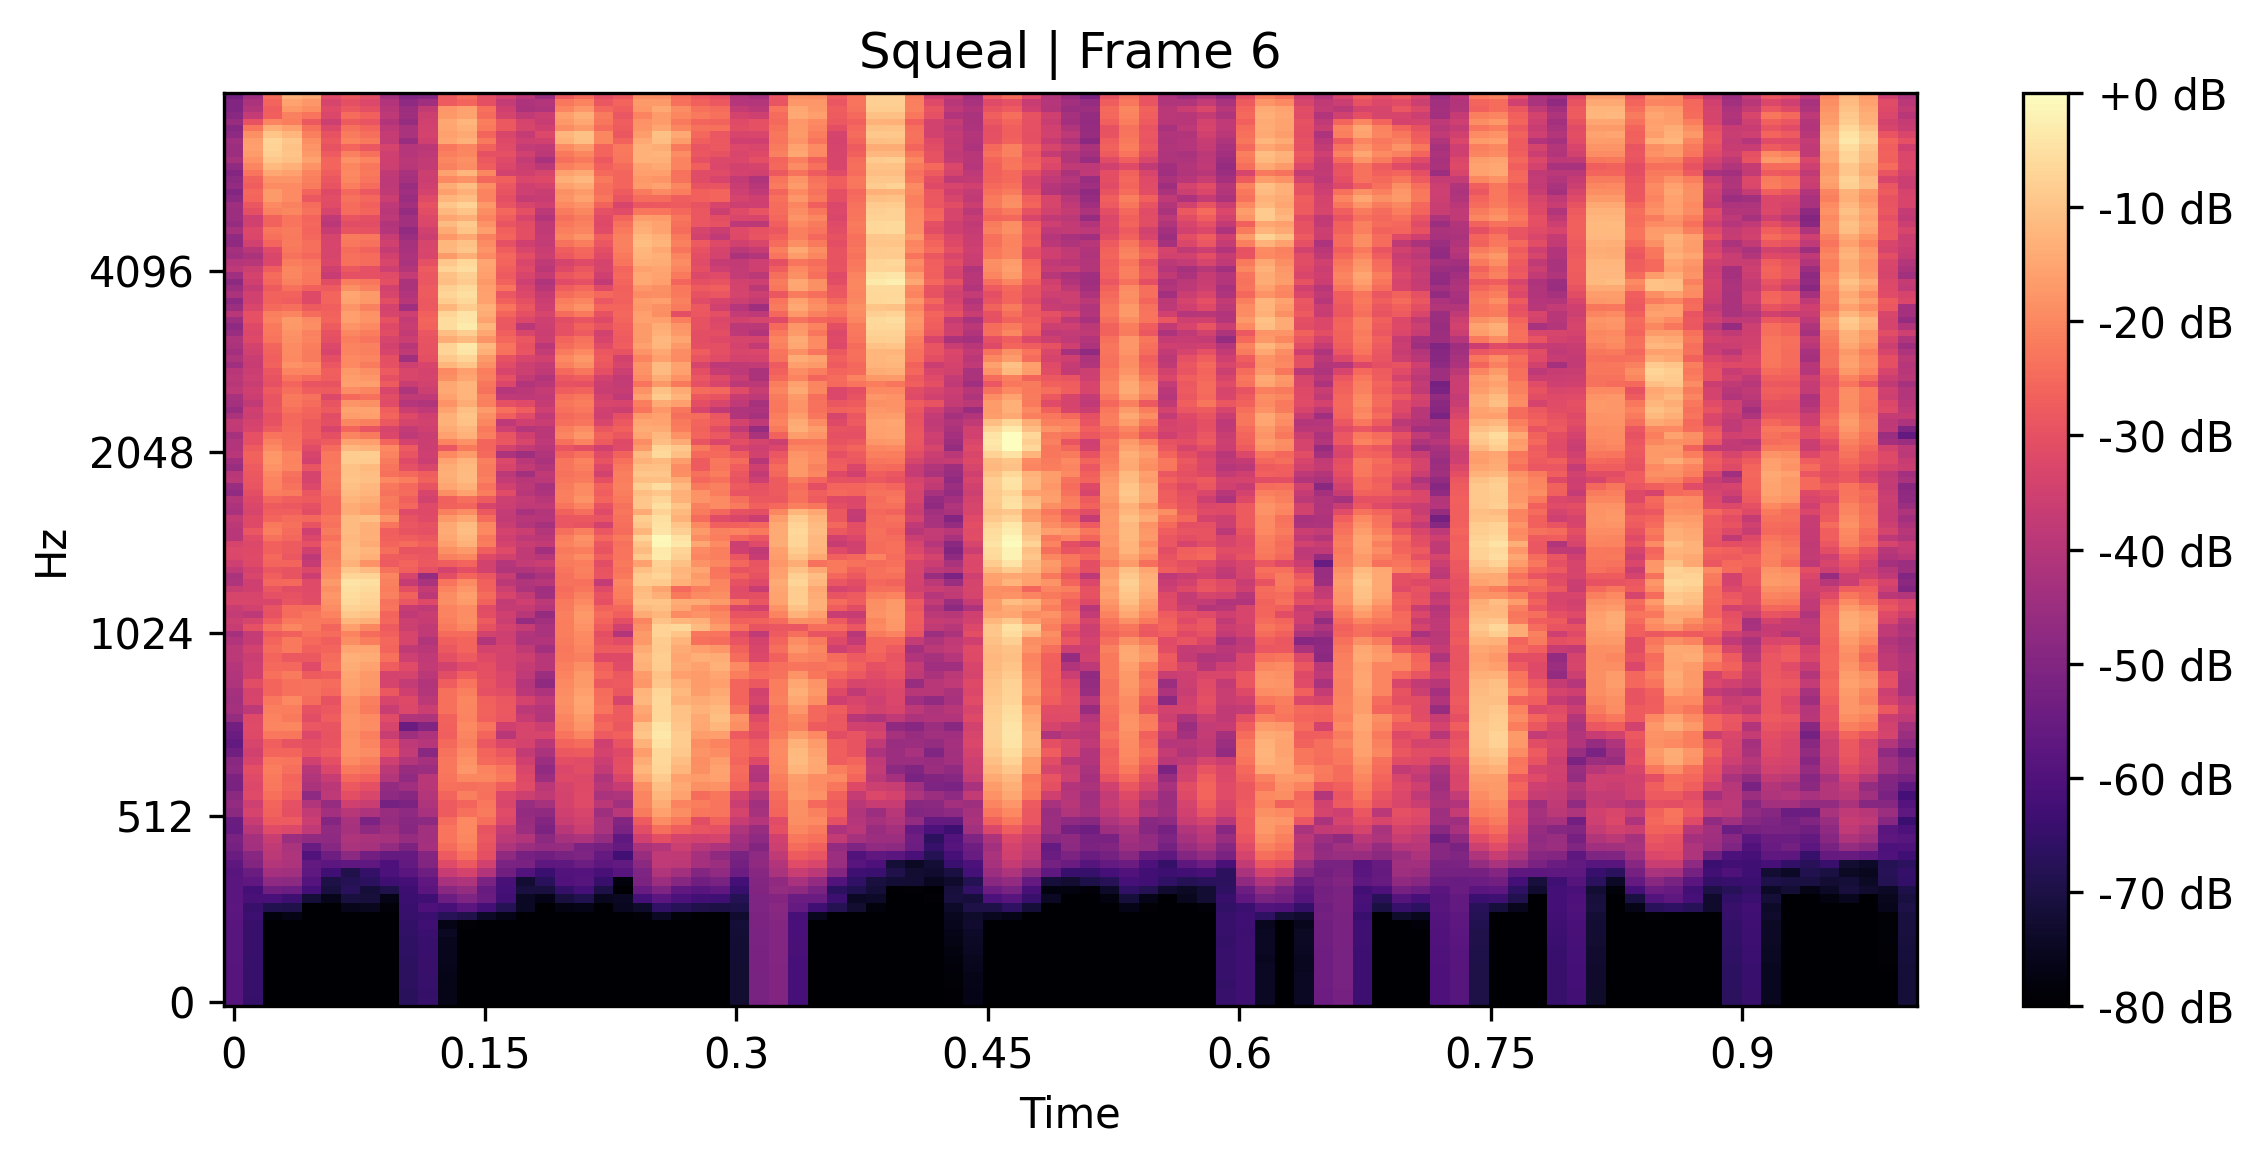 Squeal | Frame 6
+0 dB
-10 dB
-20 dB
-30 dB
-40 dB
-50 dB
-60 dB
-70 dB
-80 dB
Hz
4096
2048
1024
512
0
0 0.15 0.3 0.45 0.6 0.75 0.9
Time